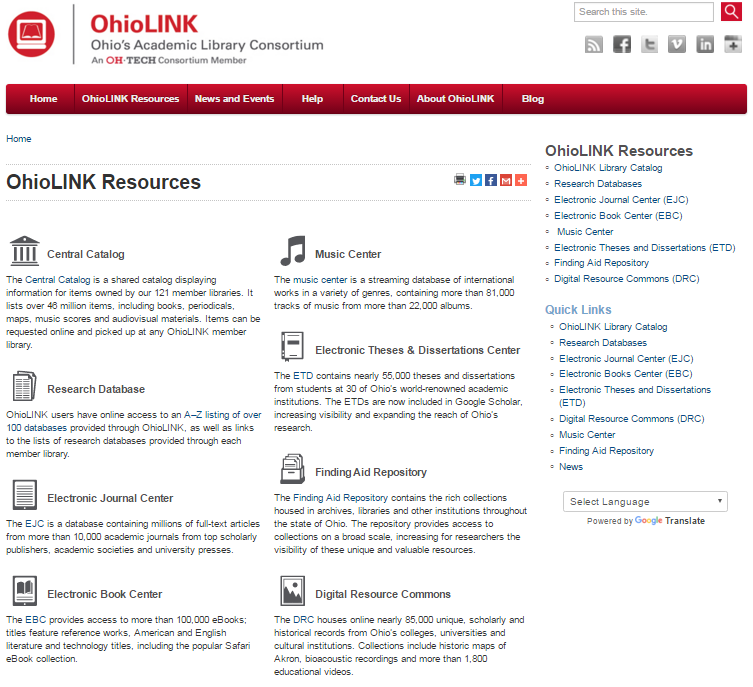 OhioLINK
Ohio's Academic Library Consortium
An OH·TECH Consortium Member
Search this site.
Home
OhioLINK Resources
News and Events
Help
Contact Us
About OhioLINK
Blog
Home
OhioLINK Resources
Central Catalog
The Central Catalog is a shared catalog displaying
information for items owned by our 121 member libraries. It
lists over 46 million items, including books, periodicals,
maps, music scores and audiovisual materials. Items can be
requested online and picked up at any OhioLINK member
library.
Research Database
OhioLINK users have online access to an A–Z listing of over
100 databases provided through OhioLINK, as well as links
to the lists of research databases provided through each
member library.
Electronic Journal Center
The EJC is a database containing millions of full-text articles
from more than 10,000 academic journals from top scholarly
publishers, academic societies and university presses.
Electronic Book Center
The EBC provides access to more than 100,000 eBooks;
titles feature reference works, American and English
literature and technology titles, including the popular Safari
eBook collection.
Music Center
The music center is a streaming database of international
works in a variety of genres, containing more than 81,000
tracks of music from more than 22,000 albums.
Electronic Theses & Dissertations Center
The ETD contains nearly 55,000 theses and dissertations
from students at 30 of Ohio's world-renowned academic
institutions. The ETDs are now included in Google Scholar,
increasing visibility and expanding the reach of Ohio's
research.
Finding Aid Repository
The Finding Aid Repository contains the rich collections
housed in archives, libraries and other institutions throughout
the state of Ohio. The repository provides access to
collections on a broad scale, increasing for researchers the
visibility of these unique and valuable resources.
Digital Resource Commons
The DRC houses online nearly 85,000 unique, scholarly and
historical records from Ohio's colleges, universities and
cultural institutions. Collections include historic maps of
Akron, bioacoustic recordings and more than 1,800
educational videos.
OhioLINK Resources
OhioLINK Library Catalog
Research Databases
Electronic Journal Center (EJC)
Electronic Book Center (EBC)
Music Center
Electronic Theses and Dissertations (ETD)
Finding Aid Repository
Digital Resource Commons (DRC)
Quick Links
OhioLINK Library Catalog
Research Databases
Electronic Journal Center (EJC)
Electronic Books Center (EBC)
Electronic Theses and Dissertations
(ETD)
Digital Resource Commons (DRC)
Music Center
Finding Aid Repository
News
Select Language
Powered by Google Translate